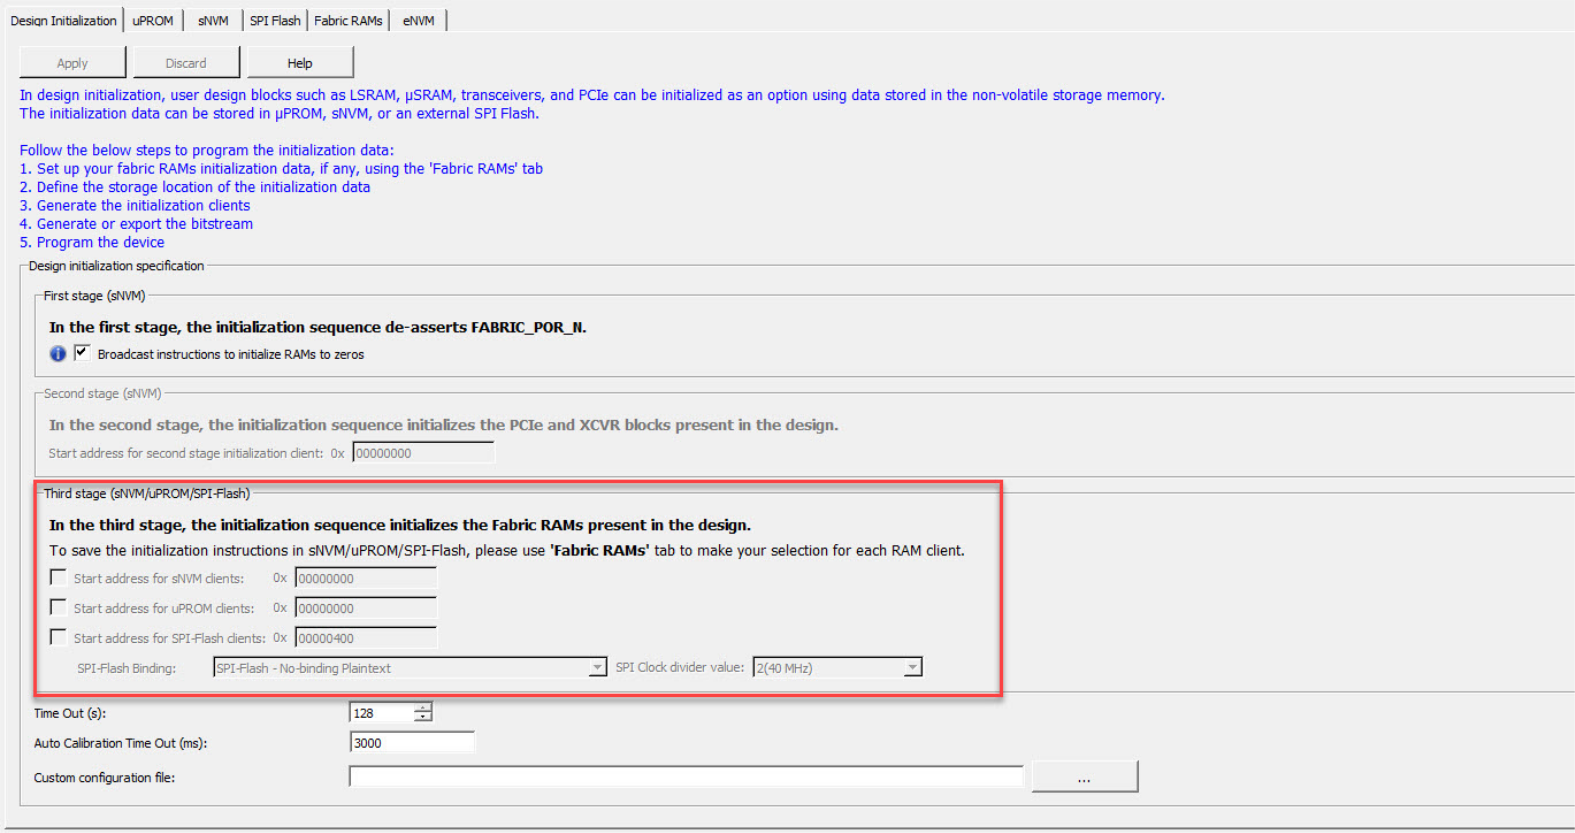 Design Initialization uPROM sNVM SPI Flash Fabric RAMs eNVM
Apply Discard Help
In design initialization, user design blocks such as LSRAM, µSRAM, transceivers, and PCIe can be initialized as an option using data stored in the non-volatile storage memory.
The initialization data can be stored in µPROM, sNVM, or an external SPI Flash.
Follow the below steps to program the initialization data:
1. Set up your fabric RAMs initialization data, if any, using the 'Fabric RAMs' tab
2. Define the storage location of the initialization data
3. Generate the initialization clients
4. Generate or export the bitstream
5. Program the device
Design initialization specification
First stage (sNVM)
In the first stage, the initialization sequence de-asserts FABRIC_POR_N.
Broadcast instructions to initialize RAMs to zeros
Second stage (sNVM)
In the second stage, the initialization sequence initializes the PCIe and XCVR blocks present in the design.
Start address for second stage initialization client: 0x 00000000
Third stage (sNVM/uPROM/SPI-Flash)
In the third stage, the initialization sequence initializes the Fabric RAMs present in the design.
To save the initialization instructions in sNVM/uPROM/SPI-Flash, please use 'Fabric RAMs' tab to make your selection for each RAM client.
Start address for sNVM clients: 0x 00000000
Start address for uPROM clients: 0x 00000000
Start address for SPI-Flash clients: 0x 00000400
SPI-Flash Binding: SPI-Flash - No-binding Plaintext SPI Clock divider value: 2(40 MHz)
Time Out (s): 128
Auto Calibration Time Out (ms): 3000
Custom configuration file: ...